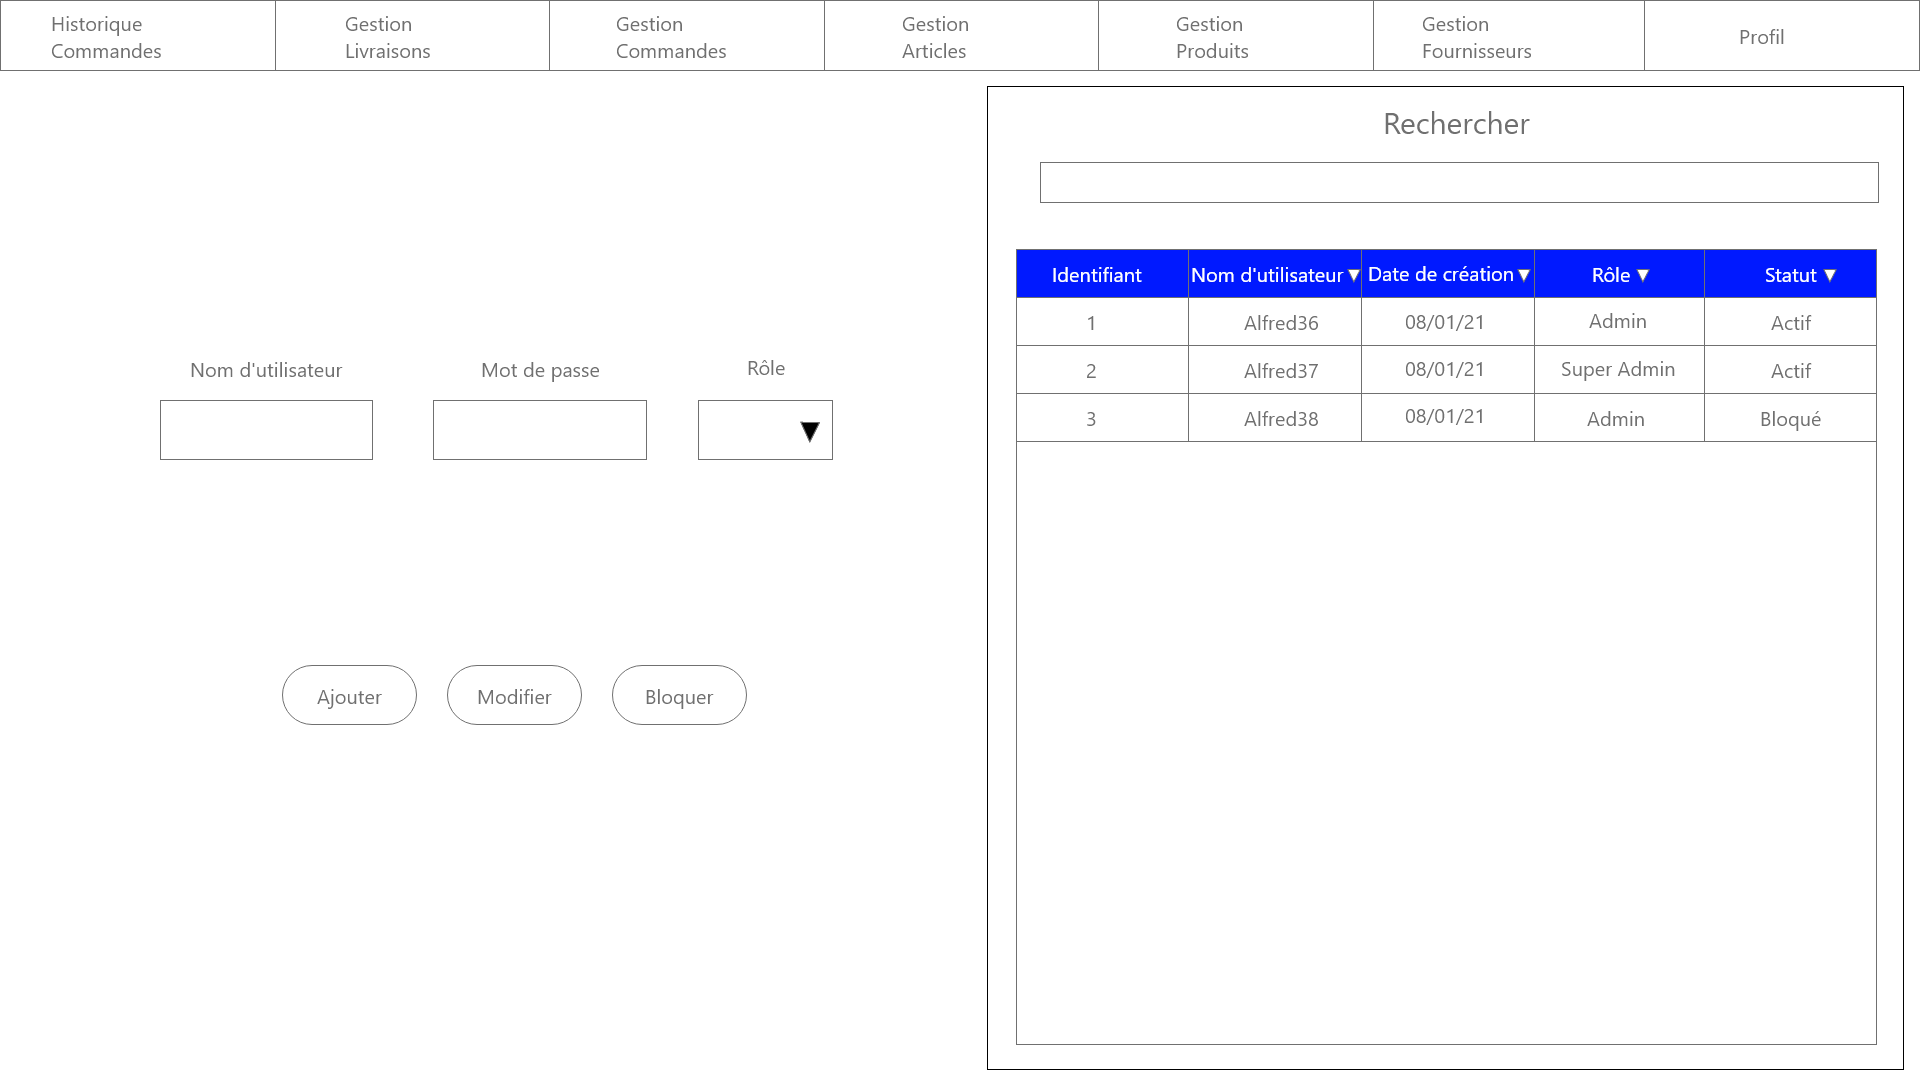 Historique
Commandes
Gestion
Livraisons
Gestion
Commandes
Gestion
Articles
Gestion
Produits
Gestion
Fournisseurs
Profil
Nom d'utilisateur
Mot de passe
Rôle
Ajouter
Modifier
Bloquer
Rechercher
Identifiant Nom d'utilisateur Date de création Rôle Statut
1 Alfred36 08/01/21 Admin Actif
2 Alfred37 08/01/21 Super Admin Actif
3 Alfred38 08/01/21 Admin Bloqué